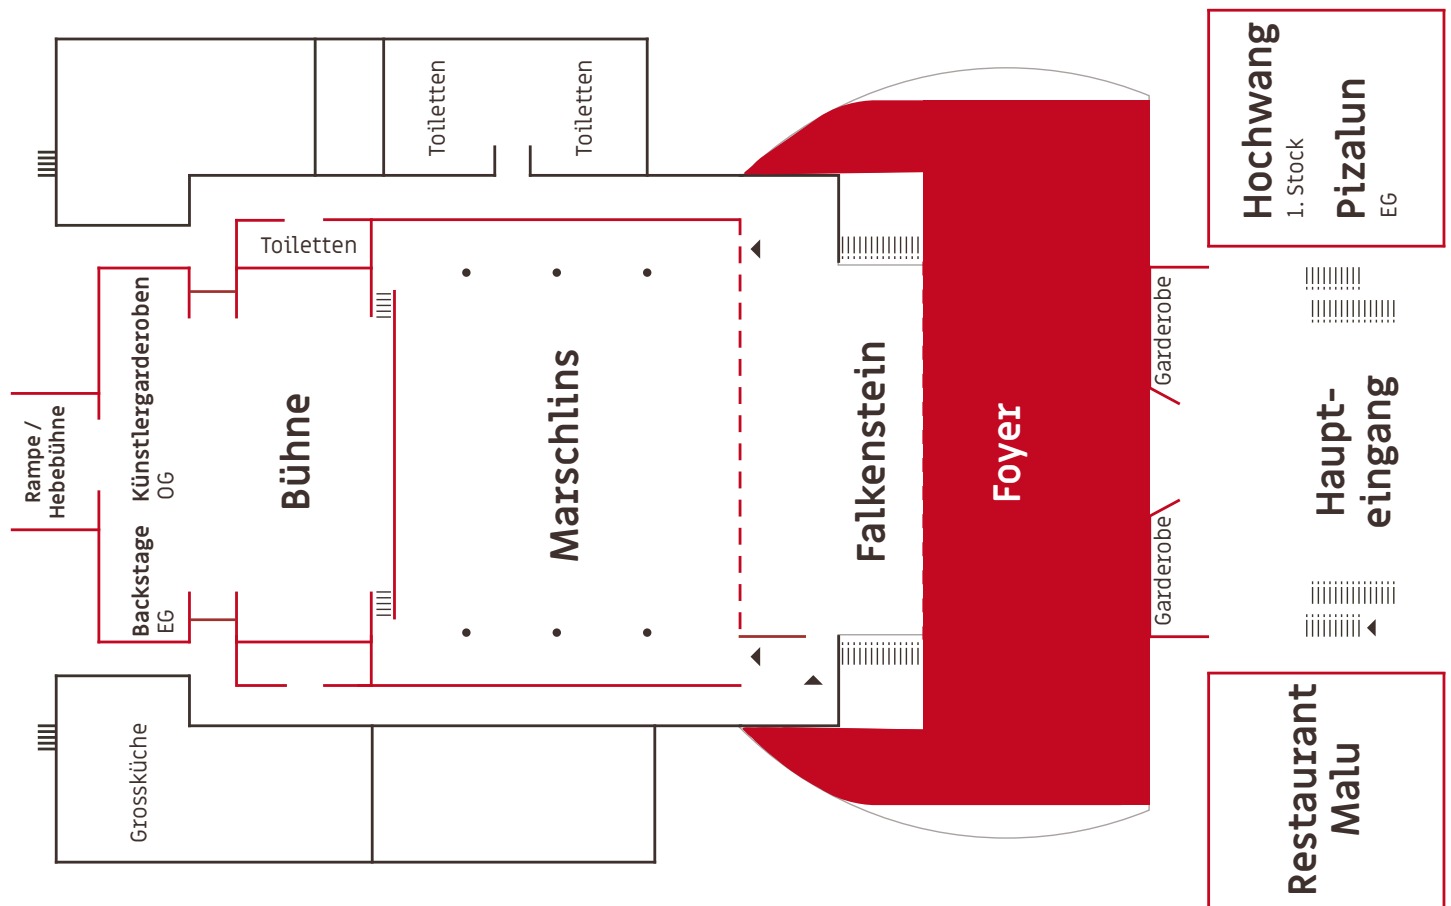 Rampe /
Hebebühne
Backstage
EG
Künstlergarderoben
OG
Grossküche
Toiletten
Bühne
Toiletten
Toiletten
Marschlins
Falkenstein
Foyer
Garderobe
Garderobe
Haupt-
eingang
Hochwang
1. Stock
Pizalun
EG
Restaurant
Malu